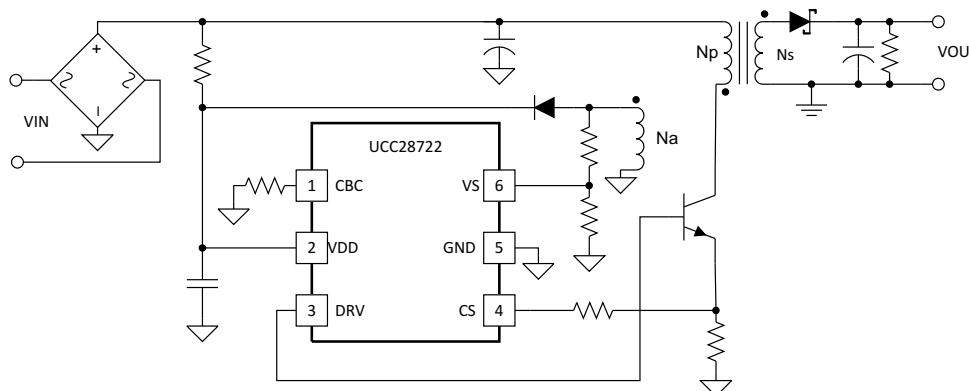 Np
Ns
VOU
VIN
Na
UCC28722
1 CBC
VS 6
2 VDD
GND 5
3 DRV
CS 4